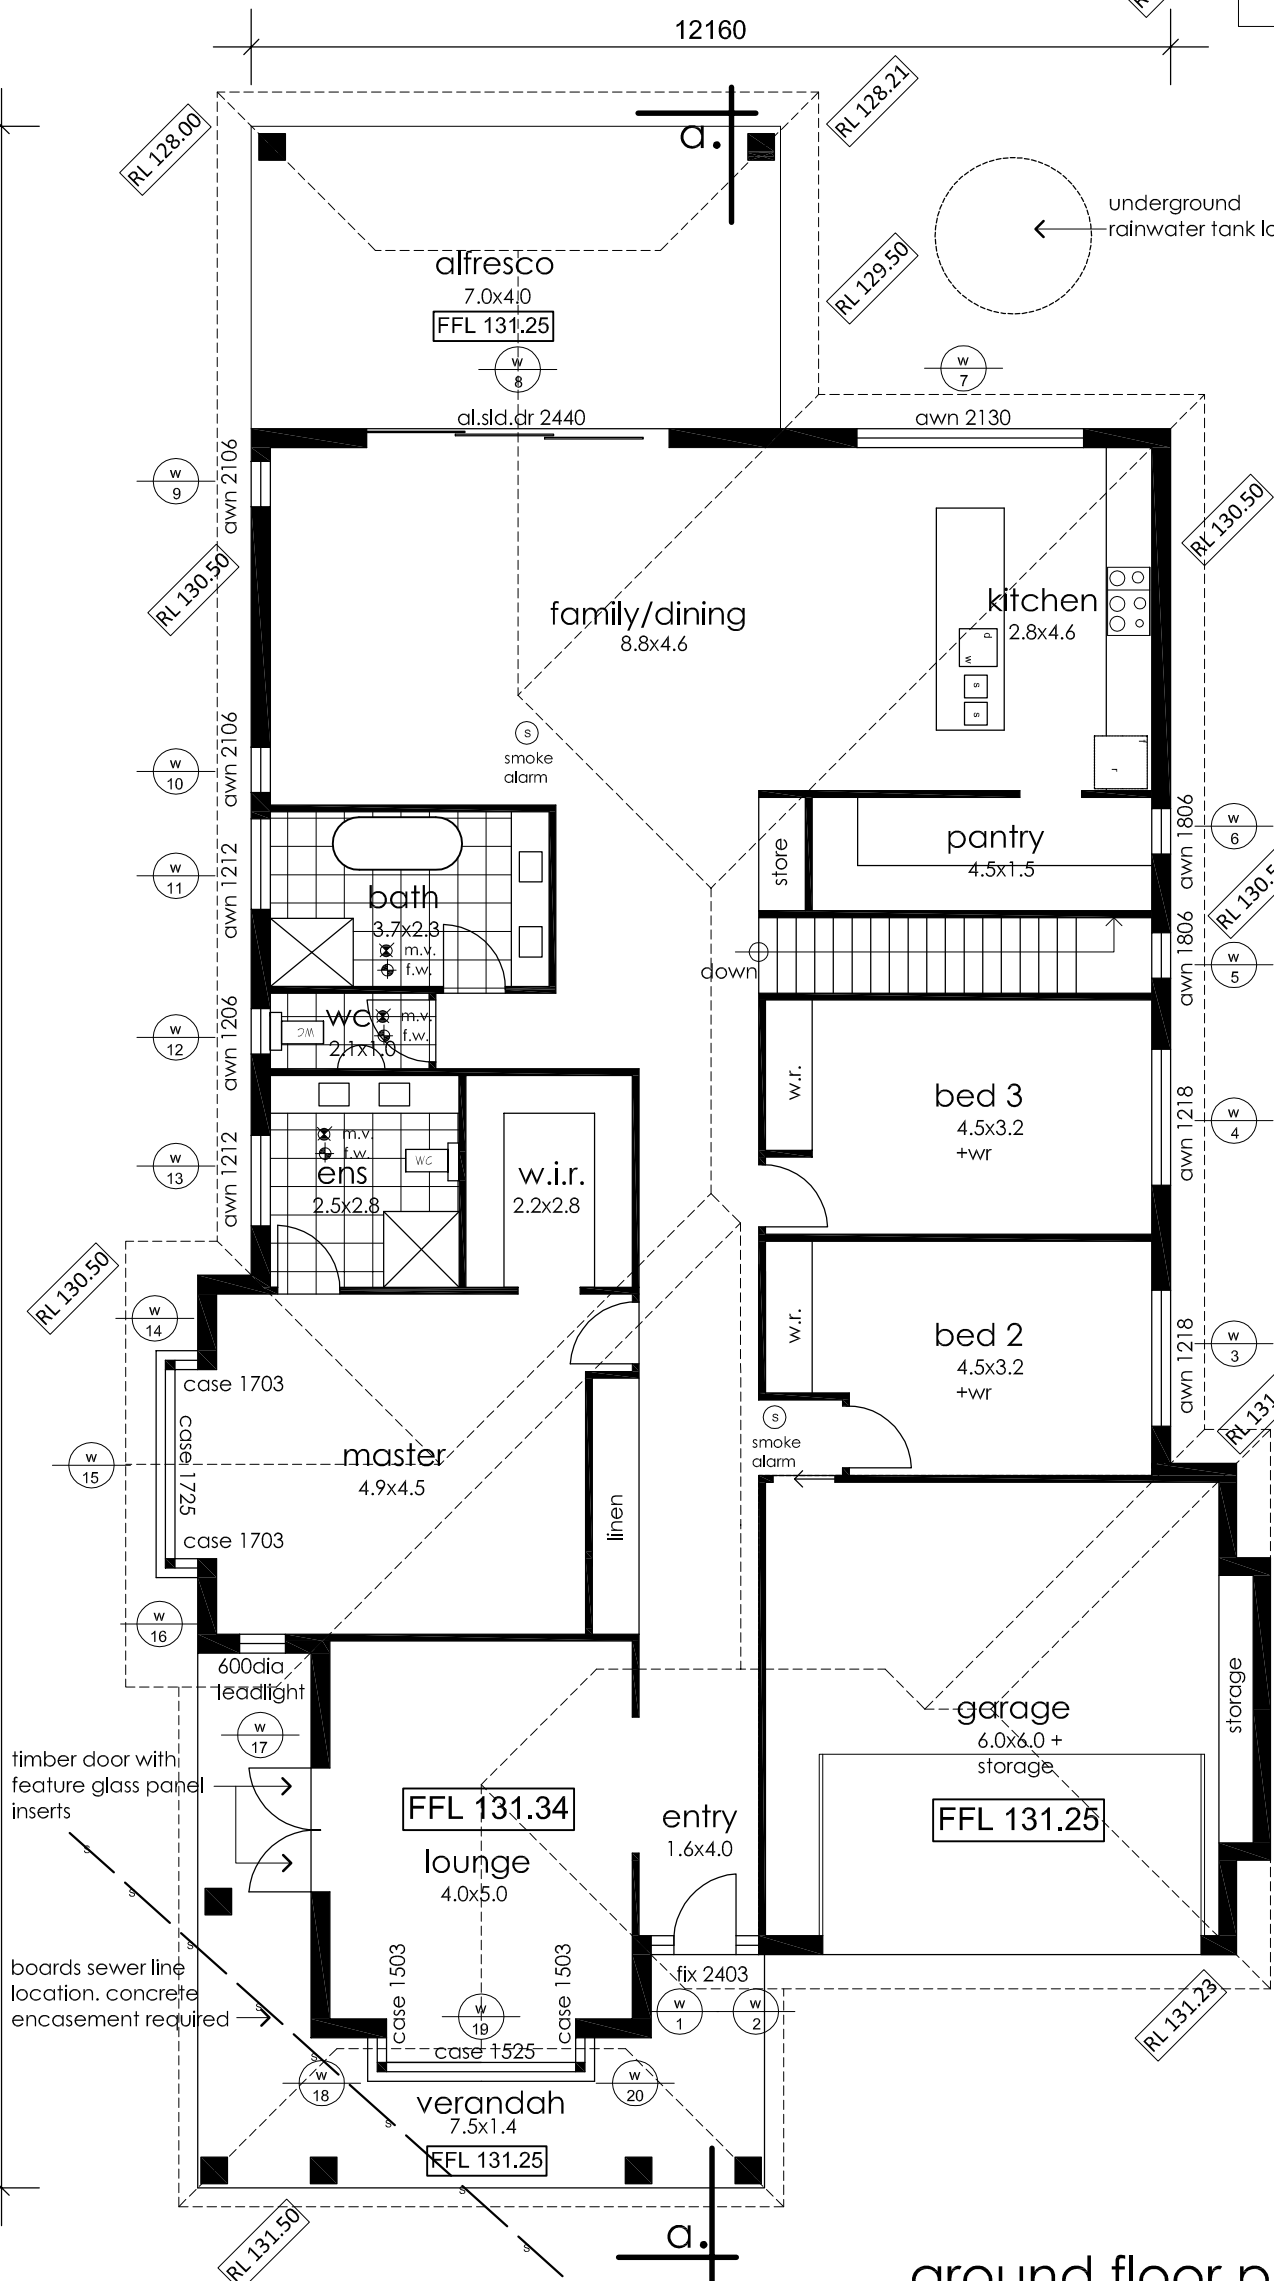 12160
RL 128.00
RL 128.21
a.
underground
rainwater tank
RL 129.50
alfresco
7.0x4.0
FFL 131.25
w
8
w
7
al.sld.dr 2440
awn 2130
w
9
awn 2106
RL 130.50
RL 130.50
family/dining
8.8x4.6
kitchen
2.8x4.6
d
w
s
s
f
r
s
smoke
alarm
w
10
awn 2106
w
11
awn 1212
bath
3.7x2.3
m.v.
f.w.
store
pantry
4.5x1.5
awn 1806
w
6
down
awn 1806
w
5
w
12
awn 1206
WC
wc
2.1x1.0
m.v.
f.w.
w
13
awn 1212
m.v.
f.w.
WC
ens
2.5x2.8
w.i.r.
2.2x2.8
w.r.
bed 3
4.5x3.2
+wr
awn 1218
w
4
RL 130.50
w
14
w.r.
bed 2
4.5x3.2
+wr
awn 1218
w
3
case 1703
case 1725
w
15
master
4.9x4.5
case 1703
linen
s
smoke
alarm
w
16
600dia
leadlight
w
17
timber door with
feature glass panel
inserts
garage
6.0x6.0 +
storage
storage
FFL 131.34
FFL 131.25
lounge
4.0x5.0
entry
1.6x4.0
s
s
s
s
s
s
s
s
boards sewer line
location. concrete
encasement required
case 1503
case 1503
fix 2403
w
19
w
1
w
2
RL 131.23
case 1525
w
18
w
20
verandah
7.5x1.4
FFL 131.25
RL 131.50
a.
ground floor